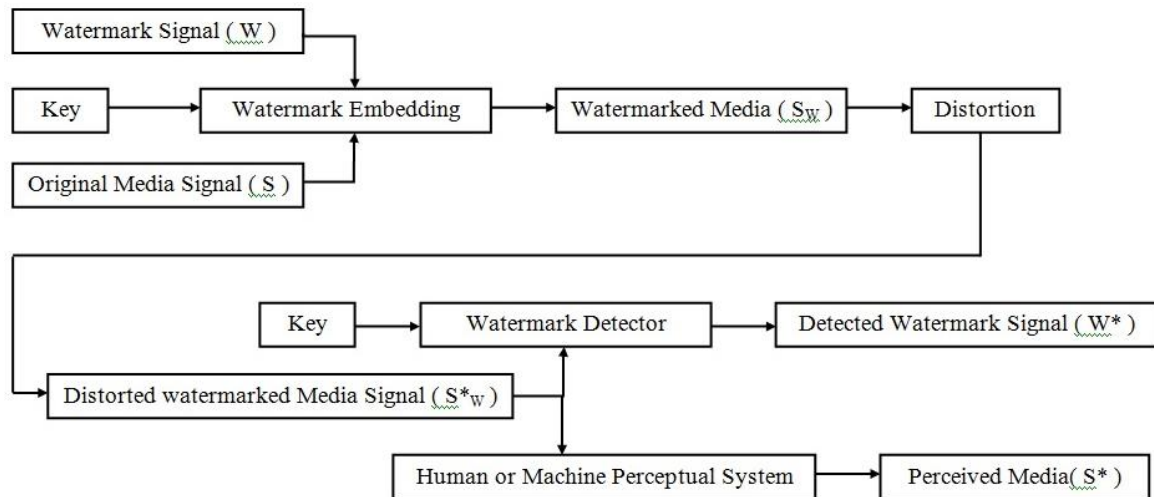 Watermark Signal ( W )
Key
Watermark Embedding
Watermarked Media ( SW )
Distortion
Original Media Signal ( S )
Key
Watermark Detector
Detected Watermark Signal ( W* )
Distorted watermarked Media Signal ( S*W )
Human or Machine Perceptual System
Perceived Media( S* )